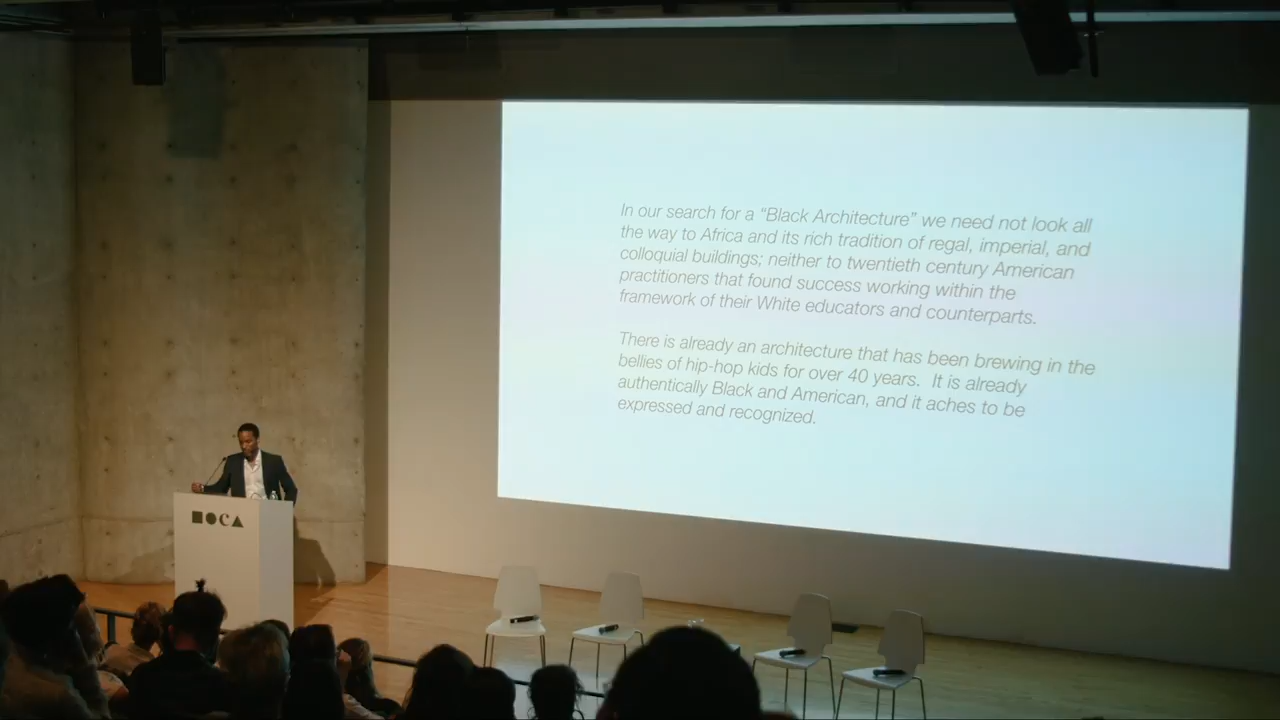 In our search for a “Black Architecture” we need not look all
the way to Africa and its rich tradition of regal, imperial, and
colloquial buildings; neither to twentieth century American
practitioners that found success working within the
framework of their White educators and counterparts.
There is already an architecture that has been brewing in the
bellies of hip-hop kids for over 40 years.  It is already
authentically Black and American, and it aches to be
expressed and recognized.
MOCA